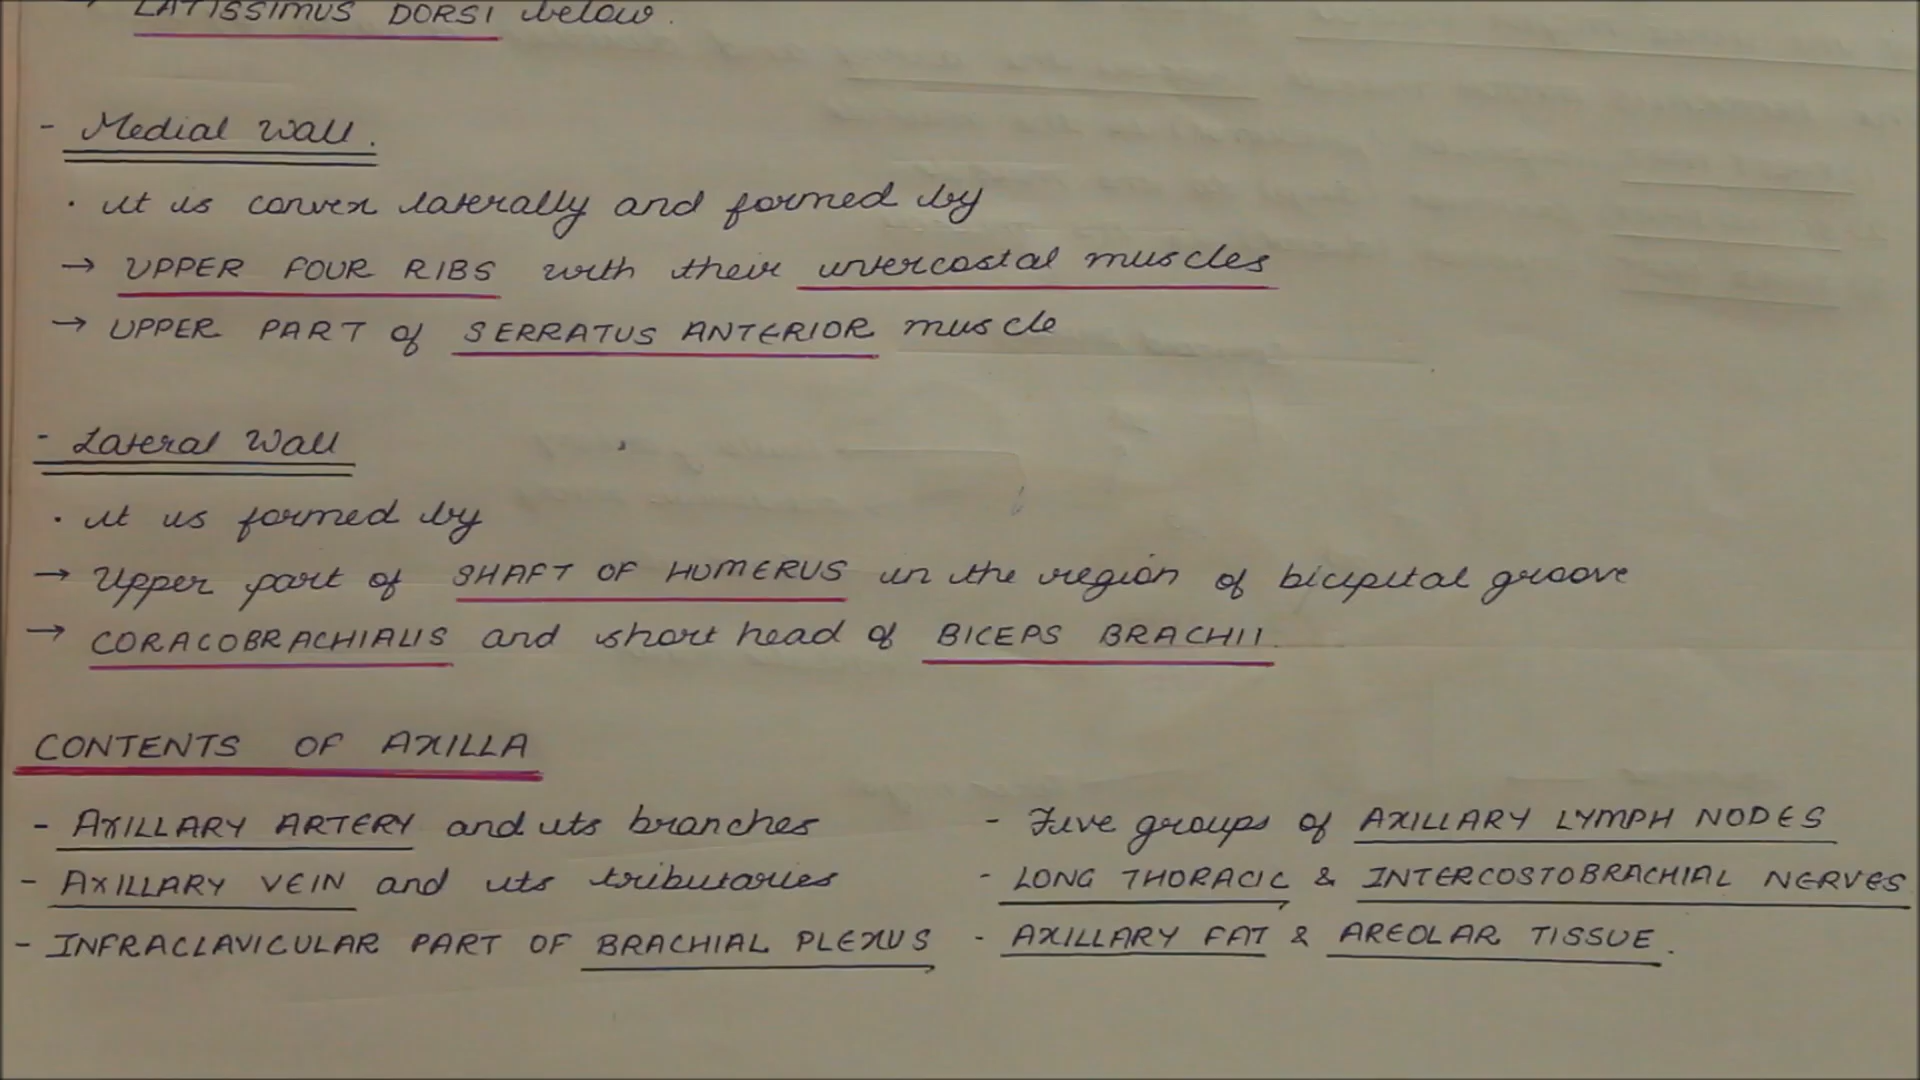 LATISSIMUS DORSI below.
- Medial Wall.
· it is convex laterally and formed by
→ UPPER FOUR RIBS with their intercostal muscles
→ UPPER PART of SERRATUS ANTERIOR muscle
- Lateral Wall
· it is formed by
→ Upper part of SHAFT OF HUMERUS in the region of bicipital groove
→ CORACOBRACHIALIS and short head of BICEPS BRACHII.
CONTENTS OF AXILLA
- AXILLARY ARTERY and its branches
- AXILLARY VEIN and its tributaries
- INFRACLAVICULAR PART OF BRACHIAL PLEXUS
- Five groups of AXILLARY LYMPH NODES
- LONG THORACIC & INTERCOSTOBRACHIAL NERVES
- AXILLARY FAT & AREOLAR TISSUE.